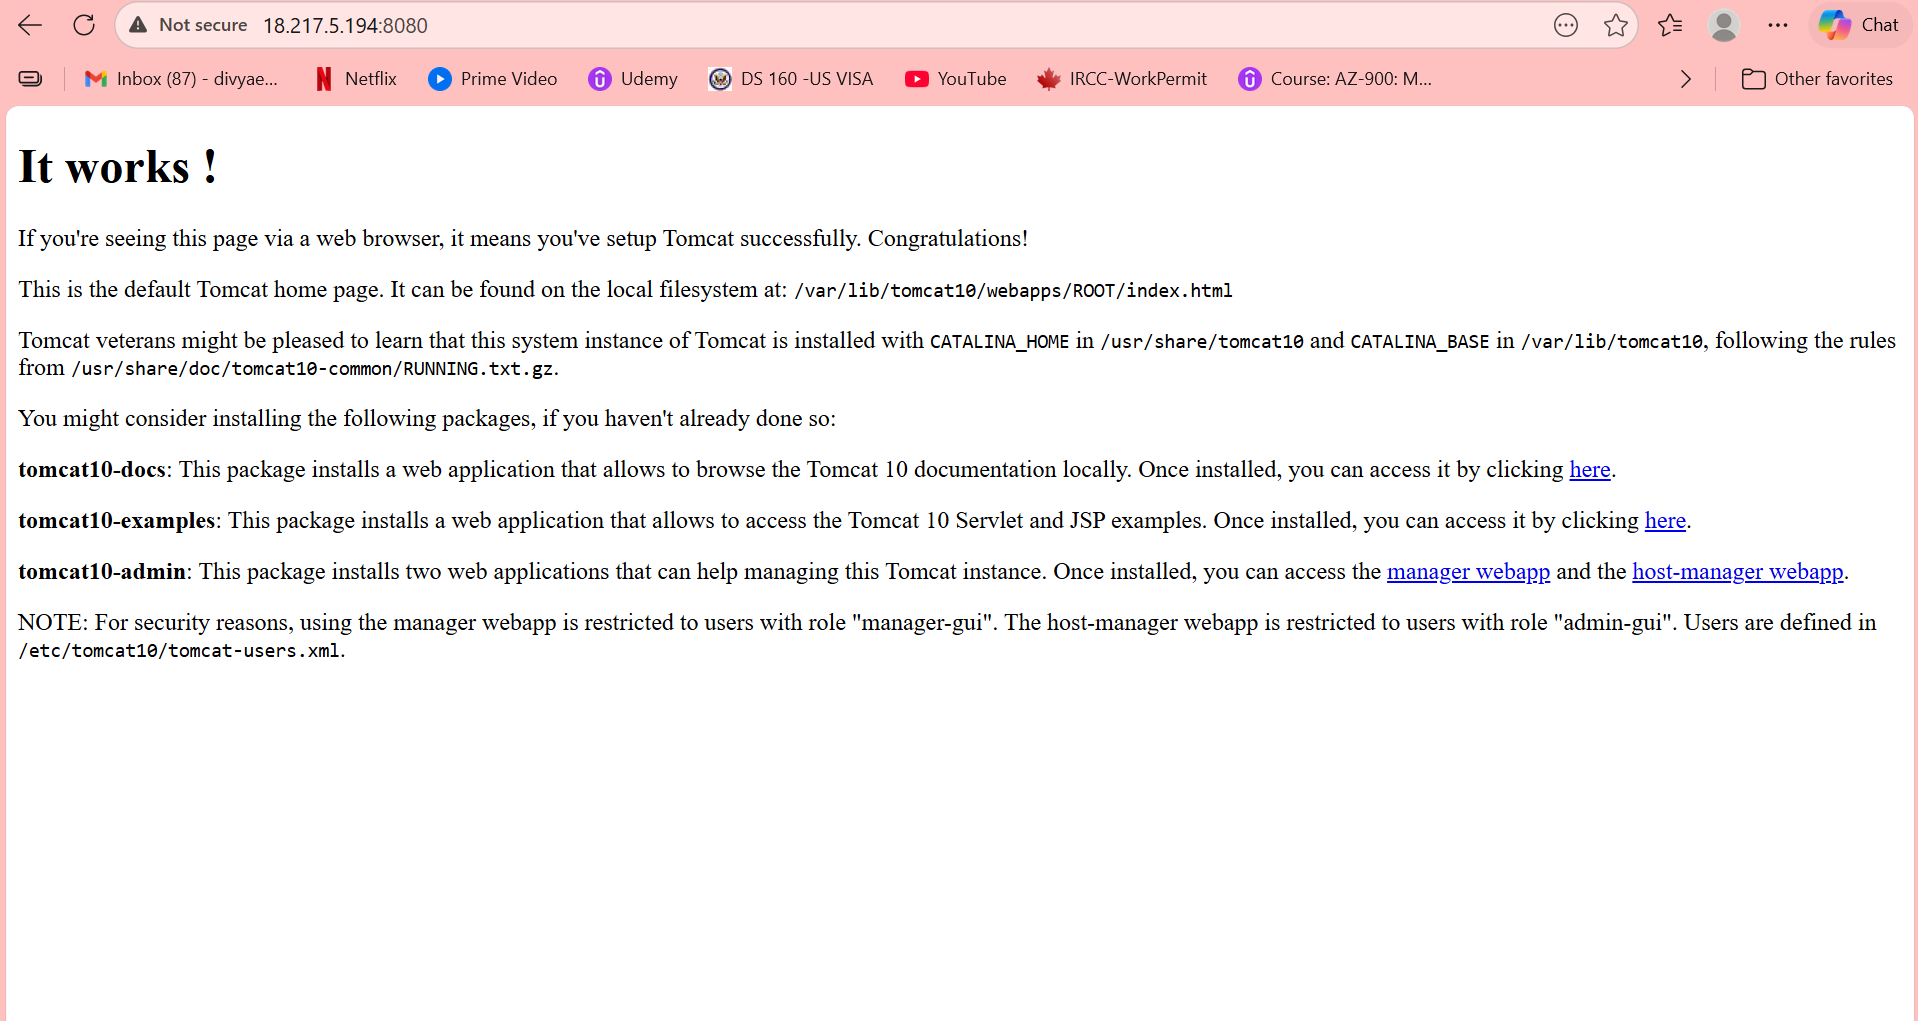 Not secure 18.217.5.194:8080 Chat
Inbox (87) - divyae... Netflix Prime Video Udemy DS 160 -US VISA YouTube IRCC-WorkPermit Course: AZ-900: M... Other favorites
It works !
If you're seeing this page via a web browser, it means you've setup Tomcat successfully. Congratulations!
This is the default Tomcat home page. It can be found on the local filesystem at: /var/lib/tomcat10/webapps/ROOT/index.html
Tomcat veterans might be pleased to learn that this system instance of Tomcat is installed with CATALINA_HOME in /usr/share/tomcat10 and CATALINA_BASE in /var/lib/tomcat10, following the rules
from /usr/share/doc/tomcat10-common/RUNNING.txt.gz.
You might consider installing the following packages, if you haven't already done so:
tomcat10-docs: This package installs a web application that allows to browse the Tomcat 10 documentation locally. Once installed, you can access it by clicking here.
tomcat10-examples: This package installs a web application that allows to access the Tomcat 10 Servlet and JSP examples. Once installed, you can access it by clicking here.
tomcat10-admin: This package installs two web applications that can help managing this Tomcat instance. Once installed, you can access the manager webapp and the host-manager webapp.
NOTE: For security reasons, using the manager webapp is restricted to users with role "manager-gui". The host-manager webapp is restricted to users with role "admin-gui". Users are defined in
/etc/tomcat10/tomcat-users.xml.